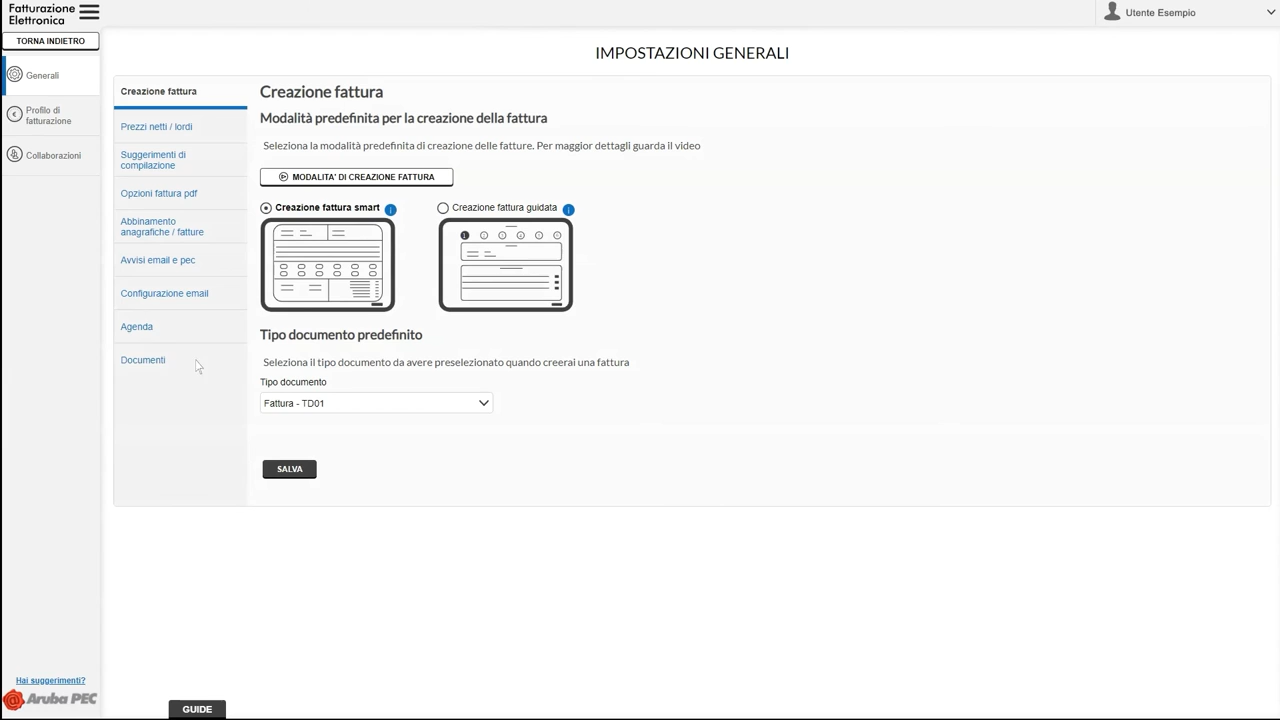 Fatturazione
Elettronica
Utente Esempio
TORNA INDIETRO
Generali
Profilo di
fatturazione
Collaborazioni
IMPOSTAZIONI GENERALI
Creazione fattura
Prezzi netti / lordi
Suggerimenti di
compilazione
Opzioni fattura pdf
Abbinamento
anagrafiche / fatture
Avvisi email e pec
Configurazione email
Agenda
Documenti
Creazione fattura
Modalità predefinita per la creazione della fattura
Seleziona la modalità predefinita di creazione delle fatture. Per maggior dettagli guarda il video
MODALITA' DI CREAZIONE FATTURA
Creazione fattura smart i
Creazione fattura guidata i
Tipo documento predefinito
Seleziona il tipo documento da avere preselezionato quando creerai una fattura
Tipo documento
Fattura - TD01
SALVA
Hai suggerimenti?
Aruba PEC
GUIDE